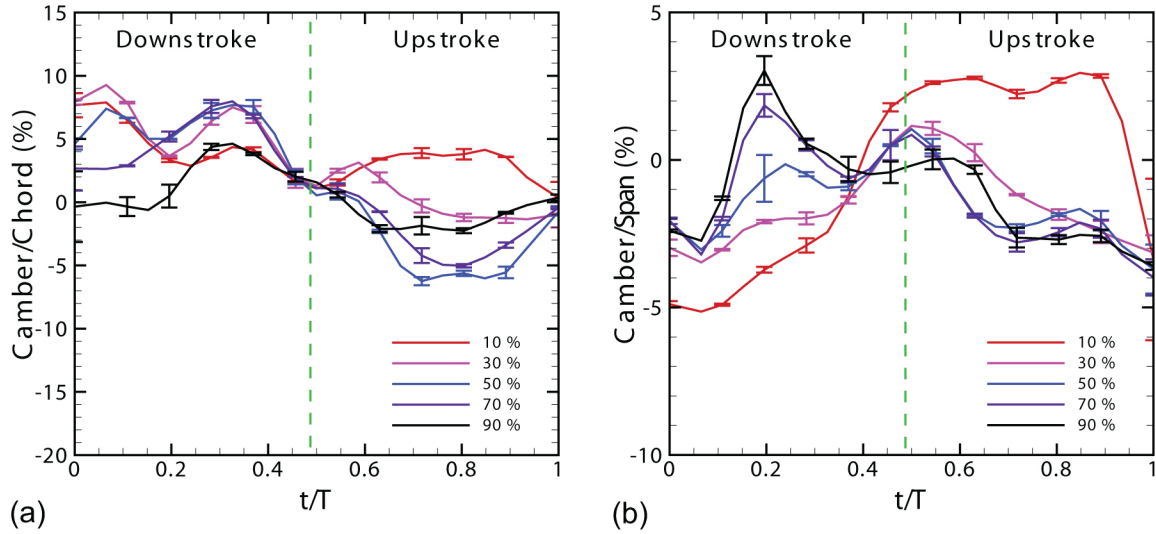 Downstroke Upstroke
Camber/Chord (%)
15
10
5
0
-5
-10
-15
-20
10 %
30 %
50 %
70 %
90 %
0 0.2 0.4 0.6 0.8 1
t/T
(a)
Downstroke Upstroke
Camber/Span (%)
5
0
-5
-10
10 %
30 %
50 %
70 %
90 %
0 0.2 0.4 0.6 0.8 1
t/T
(b)